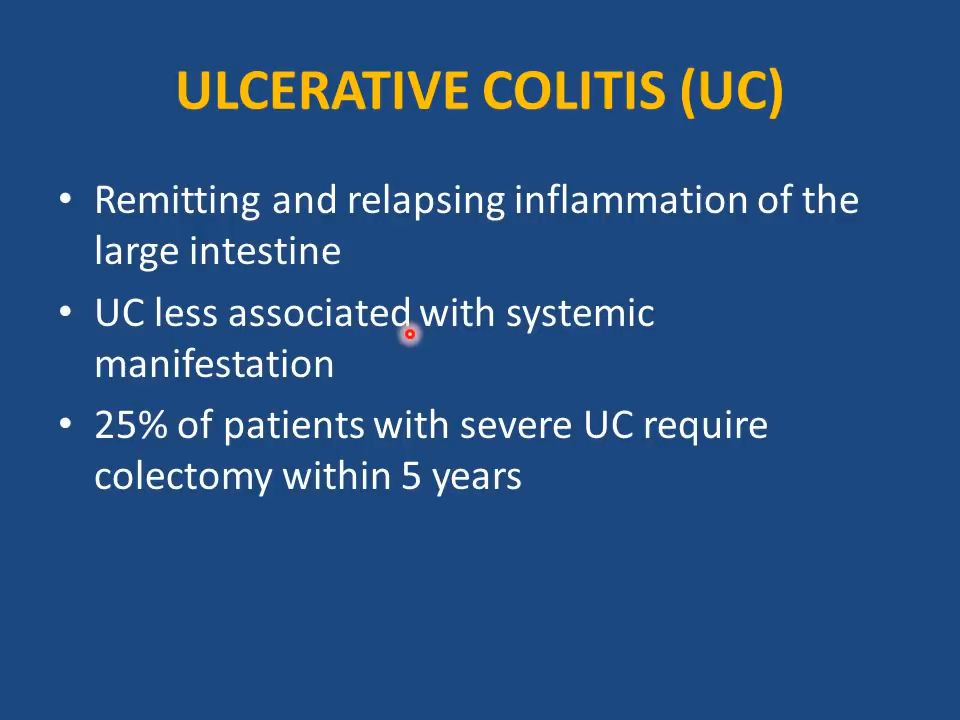 ULCERATIVE COLITIS (UC)
• Remitting and relapsing inflammation of the
large intestine
• UC less associated with systemic
manifestation
• 25% of patients with severe UC require
colectomy within 5 years